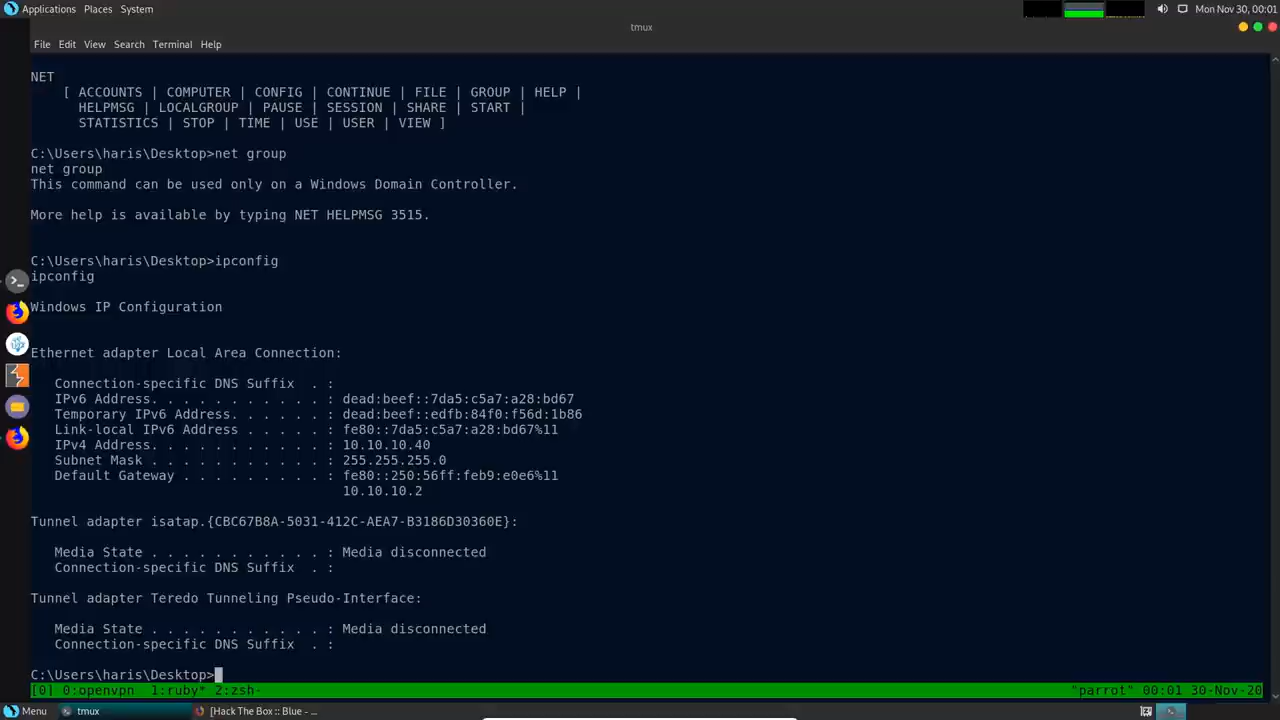 Applications Places System
Mon Nov 30, 00:01
tmux
File Edit View Search Terminal Help
NET
[ ACCOUNTS | COMPUTER | CONFIG | CONTINUE | FILE | GROUP | HELP |
HELPMSG | LOCALGROUP | PAUSE | SESSION | SHARE | START |
STATISTICS | STOP | TIME | USE | USER | VIEW ]
C:\Users\haris\Desktop>net group
net group
This command can be used only on a Windows Domain Controller.
More help is available by typing NET HELPMSG 3515.
C:\Users\haris\Desktop>ipconfig
ipconfig
Windows IP Configuration
Ethernet adapter Local Area Connection:
Connection-specific DNS Suffix  . :
IPv6 Address. . . . . . . . . . . : dead:beef::7da5:c5a7:a28:bd67
Temporary IPv6 Address. . . . . . : dead:beef::edfb:84f0:f56d:1b86
Link-local IPv6 Address . . . . . : fe80::7da5:c5a7:a28:bd67%11
IPv4 Address. . . . . . . . . . . : 10.10.10.40
Subnet Mask . . . . . . . . . . . : 255.255.255.0
Default Gateway . . . . . . . . . : fe80::250:56ff:feb9:e0e6%11
10.10.10.2
Tunnel adapter isatap.{CBC67B8A-5031-412C-AEA7-B3186D30360E}:
Media State . . . . . . . . . . . : Media disconnected
Connection-specific DNS Suffix  . :
Tunnel adapter Teredo Tunneling Pseudo-Interface:
Media State . . . . . . . . . . . : Media disconnected
Connection-specific DNS Suffix  . :
C:\Users\haris\Desktop>
[0] 0:openvpn 1:ruby* 2:zsh- "parrot" 00:01 30-Nov-20
Menu tmux [Hack The Box :: Blue - ...